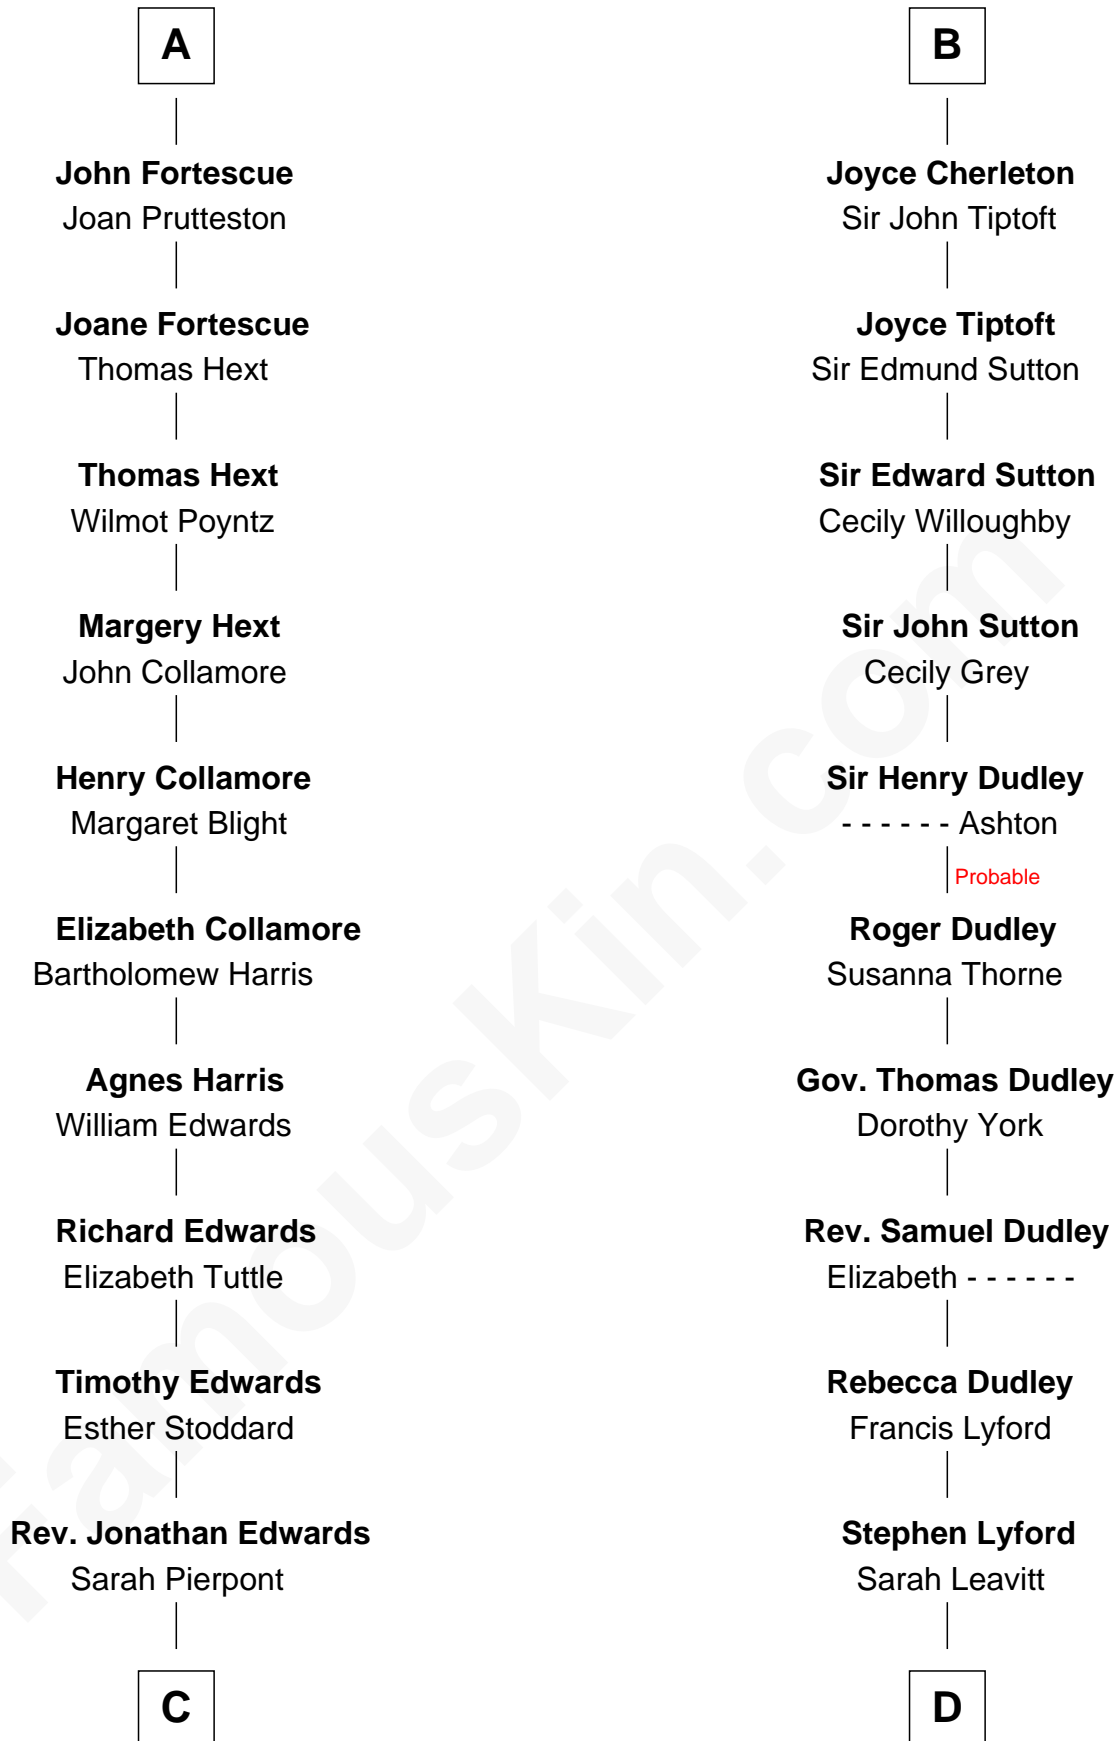 A
John Fortescue
Joan Prutteston
Joane Fortescue
Thomas Hext
Thomas Hext
Wilmot Poyntz
Margery Hext
John Collamore
Henry Collamore
Margaret Blight
Elizabeth Collamore
Bartholomew Harris
Agnes Harris
William Edwards
Richard Edwards
Elizabeth Tuttle
Timothy Edwards
Esther Stoddard
Rev. Jonathan Edwards
Sarah Pierpont
C
B
Joyce Cherleton
Sir John Tiptoft
Joyce Tiptoft
Sir Edmund Sutton
Sir Edward Sutton
Cecily Willoughby
Sir John Sutton
Cecily Grey
Sir Henry Dudley
- - - - - - Ashton
Probable
Roger Dudley
Susanna Thorne
Gov. Thomas Dudley
Dorothy York
Rev. Samuel Dudley
Elizabeth - - - - - -
Rebecca Dudley
Francis Lyford
Stephen Lyford
Sarah Leavitt
D
FamousKin.com